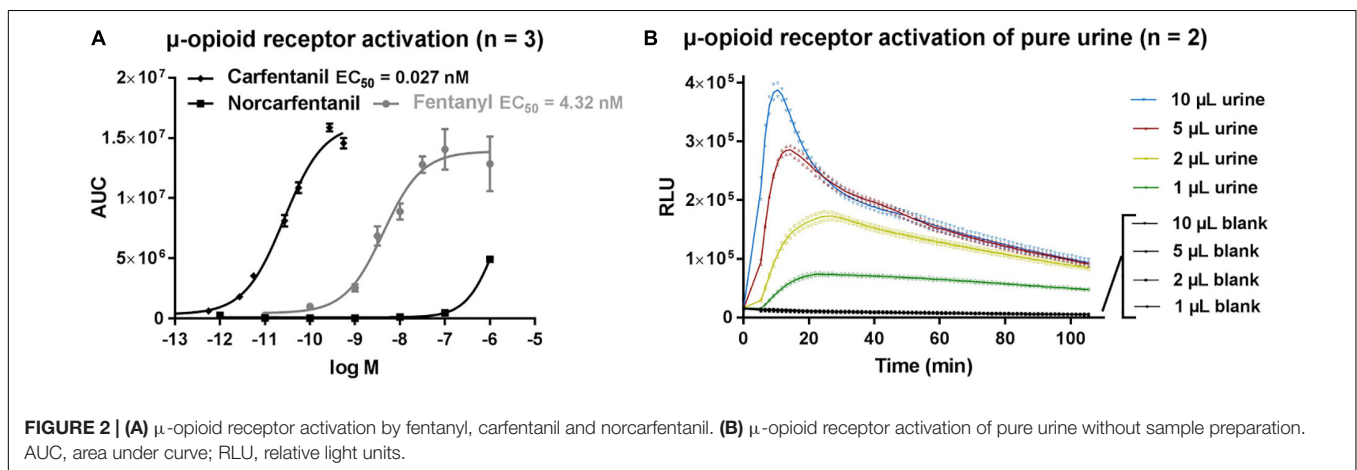 A μ-opioid receptor activation (n = 3)
2×10⁷
1.5×10⁷
1×10⁷
5×10⁶
0
AUC
Carfentanil EC₅₀ = 0.027 nM
Norcarfentanil Fentanyl EC₅₀ = 4.32 nM
-13 -12 -11 -10 -9 -8 -7 -6 -5
log M
B μ-opioid receptor activation of pure urine (n = 2)
4×10⁵
3×10⁵
2×10⁵
1×10⁵
0
RLU
0 20 40 60 80 100
Time (min)
10 μL urine
5 μL urine
2 μL urine
1 μL urine
10 μL blank
5 μL blank
2 μL blank
1 μL blank
FIGURE 2 | (A) μ-opioid receptor activation by fentanyl, carfentanil and norcarfentanil. (B) μ-opioid receptor activation of pure urine without sample preparation.
AUC, area under curve; RLU, relative light units.